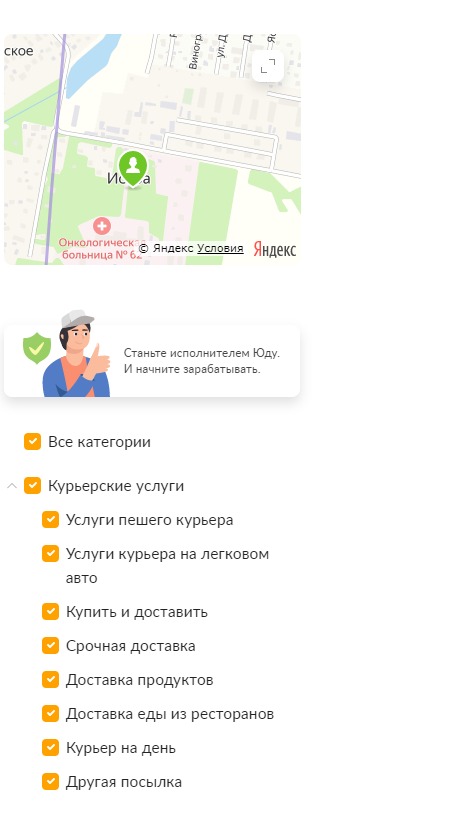 ское
Виногр
ул. Д
Д
Яс
© Яндекс Условия
Яндекс
Онкологическа
больница № 62
Станьте исполнителем Юду.
И начните зарабатывать.
Все категории
Курьерские услуги
Услуги пешего курьера
Услуги курьера на легковом
авто
Купить и доставить
Срочная доставка
Доставка продуктов
Доставка еды из ресторанов
Курьер на день
Другая посылка